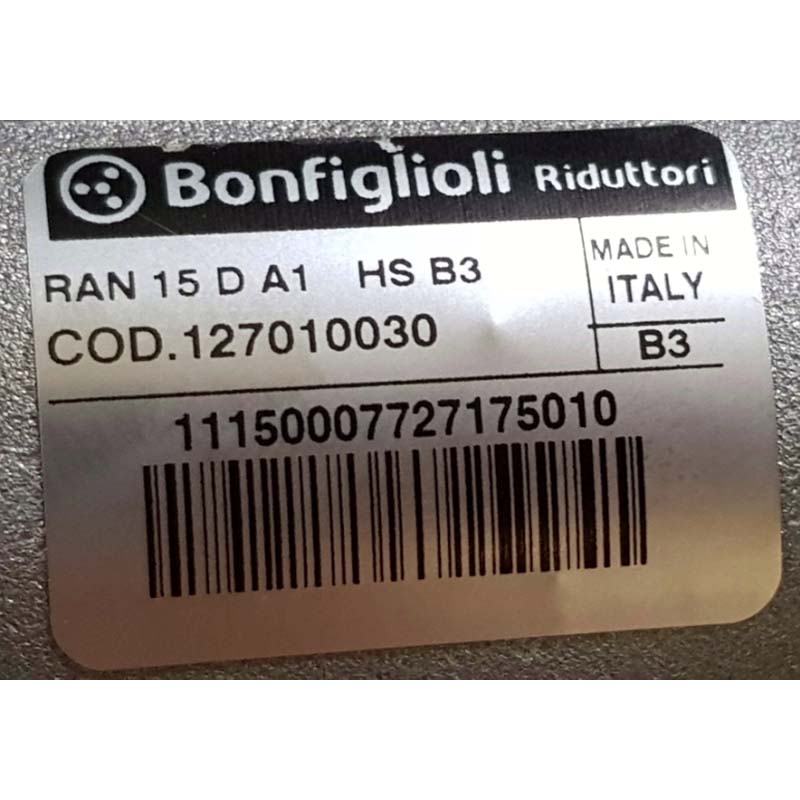 Bonfiglioli Riduttori
RAN 15 D A1 HS B3
MADE IN
ITALY
COD.127010030
B3
11150007727175010